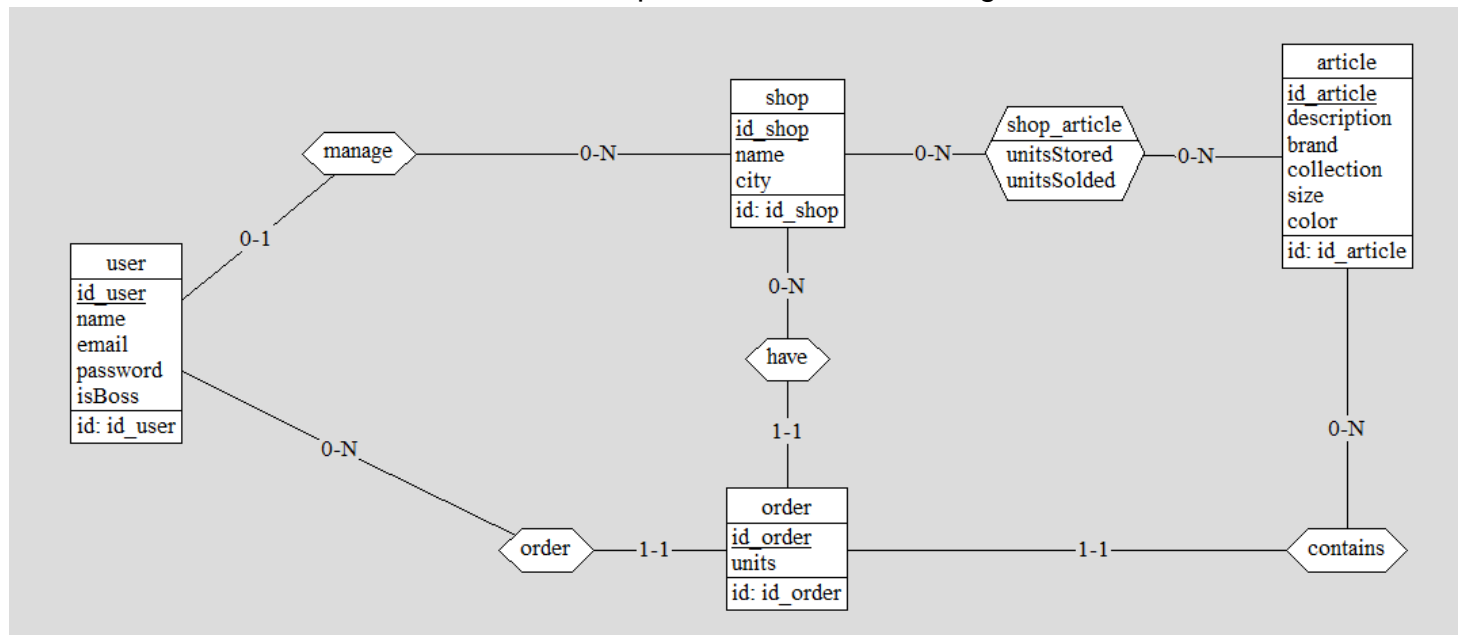 article
id_article
description
brand
collection
size
color
id: id_article
shop
id_shop
name
city
id: id_shop
shop_article
unitsStored
unitsSolded
manage
0-N
0-N
0-N
0-1
user
id_user
name
email
password
isBoss
id: id_user
0-N
have
1-1
0-N
0-N
order
id_order
units
id: id_order
order
1-1
1-1
contains